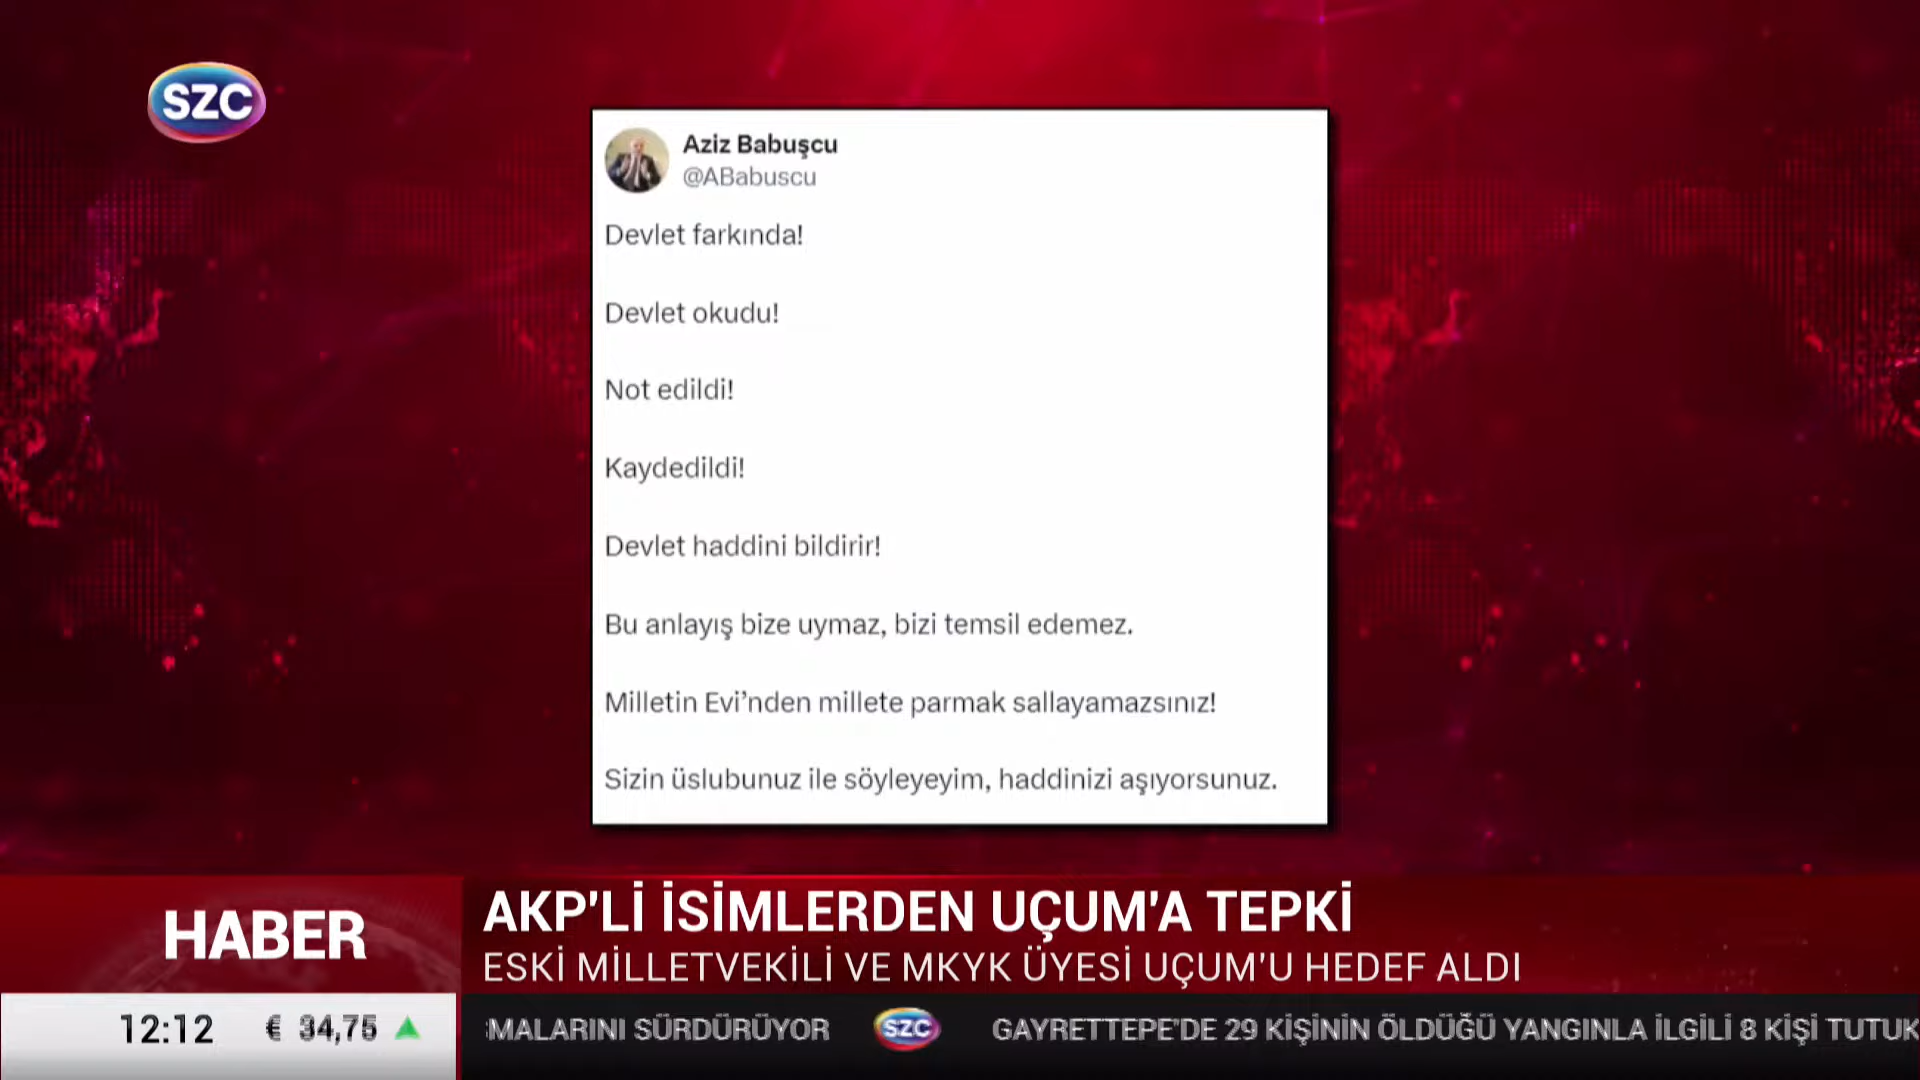 SZC
Aziz Babuşcu
@ABabuscu
Devlet farkında!
Devlet okudu!
Not edildi!
Kaydedildi!
Devlet haddini bildirir!
Bu anlayış bize uymaz, bizi temsil edemez.
Milletin Evi’nden millete parmak sallayamazsınız!
Sizin üslubunuz ile söyleyeyim, haddinizi aşıyorsunuz.
HABER
AKP'Lİ İSİMLERDEN UÇUM'A TEPKİ
ESKİ MİLLETVEKİLİ VE MKYK ÜYESİ UÇUM'U HEDEF ALDI
12:12 € 34,75
MALARINI SÜRDÜRÜYOR SZC GAYRETTEPE'DE 29 KİŞİNİN ÖLDÜĞÜ YANGINLA İLGİLİ 8 KİŞİ TUTUK